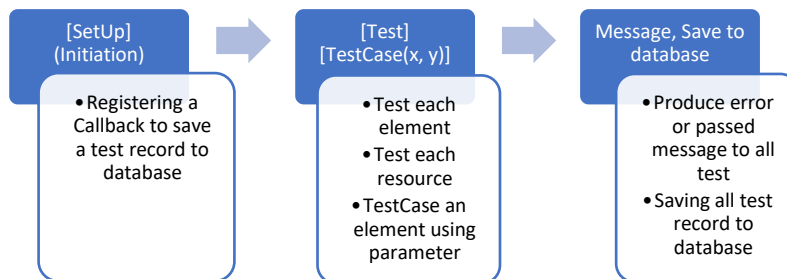 [SetUp]
(Initiation)
•Registering a
Callback to save
a test record to
database
[Test]
[TestCase(x, y)]
•Test each
element
•Test each
resource
•TestCase an
element using
parameter
Message, Save to
database
•Produce error
or passed
message to all
test
•Saving all test
record to
database